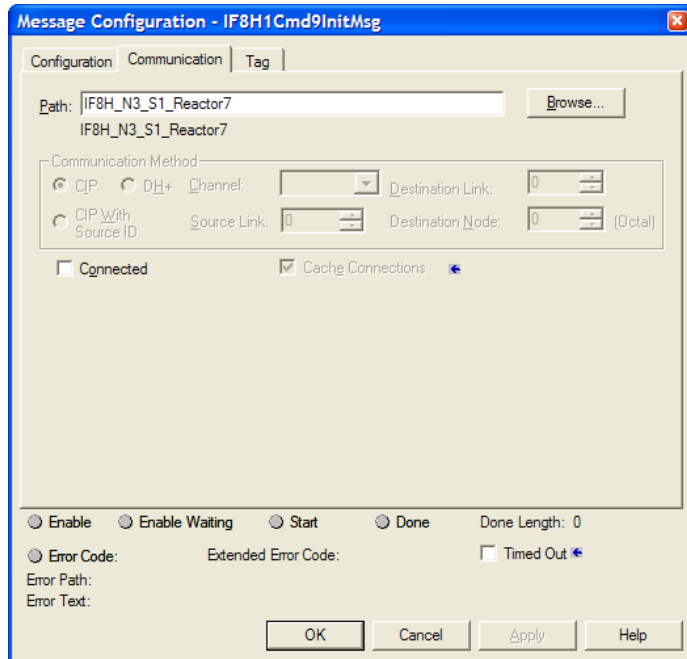 Message Configuration - IF8H1Cmd9InitMsg
Configuration Communication Tag
Path: IF8H_N3_S1_Reactor7 Browse...
IF8H_N3_S1_Reactor7
Communication Method
CIP DH+ Channel: Destination Link: 0
CIP With Source ID Source Link: 0 Destination Node: 0 (Octal)
Connected Cache Connections
Enable Enable Waiting Start Done Done Length: 0
Error Code: Extended Error Code: Timed Out
Error Path:
Error Text:
OK Cancel Apply Help